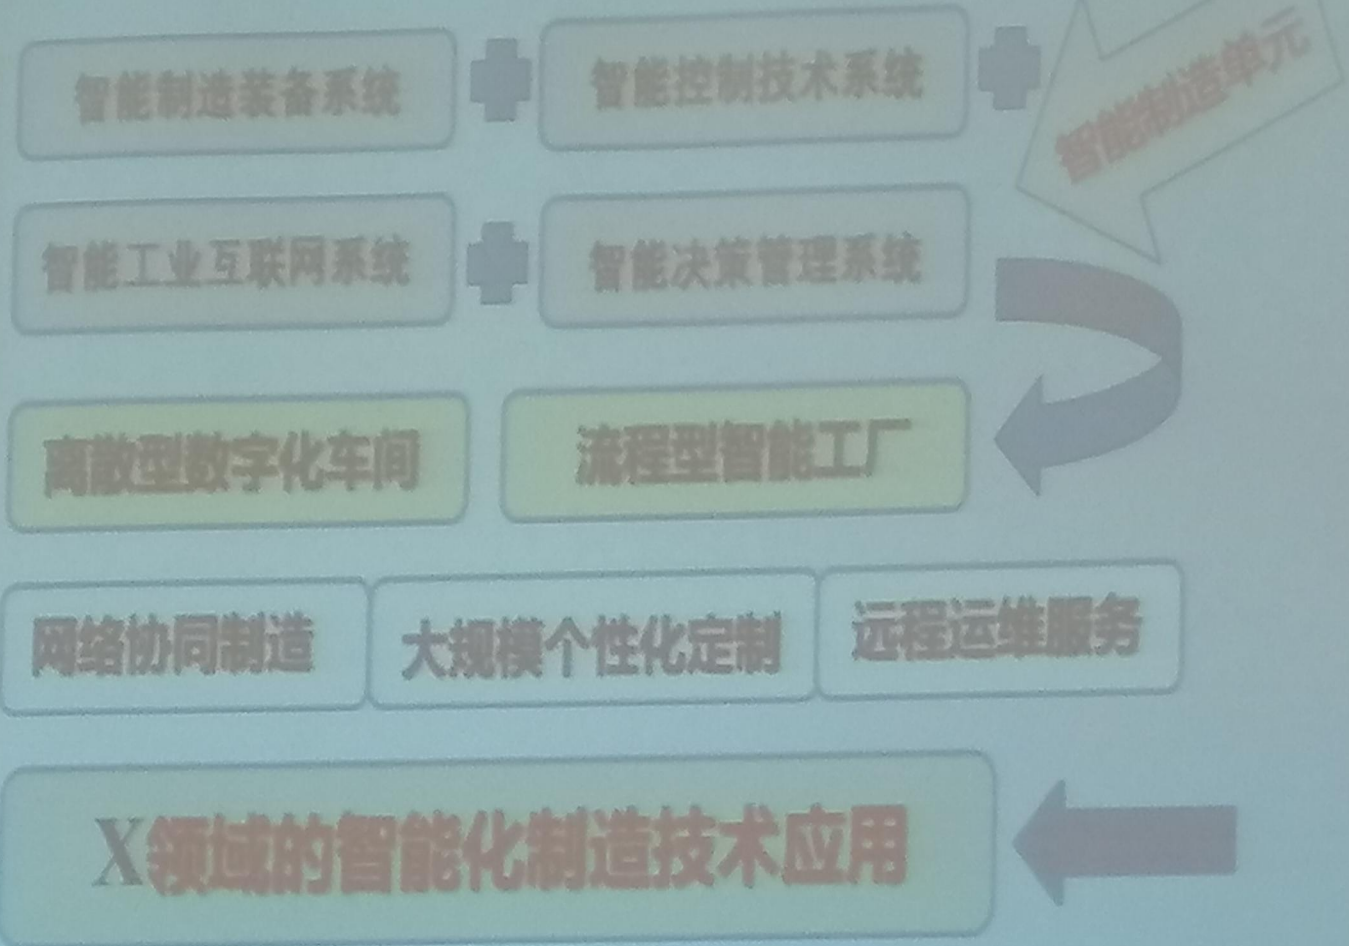 智能制造装备系统
智能控制技术系统
智能制造单元
智能工业互联网系统
智能决策管理系统
离散型数字化车间
流程型智能工厂
网络协同制造
大规模个性化定制
远程运维服务
X领域的智能化制造技术应用